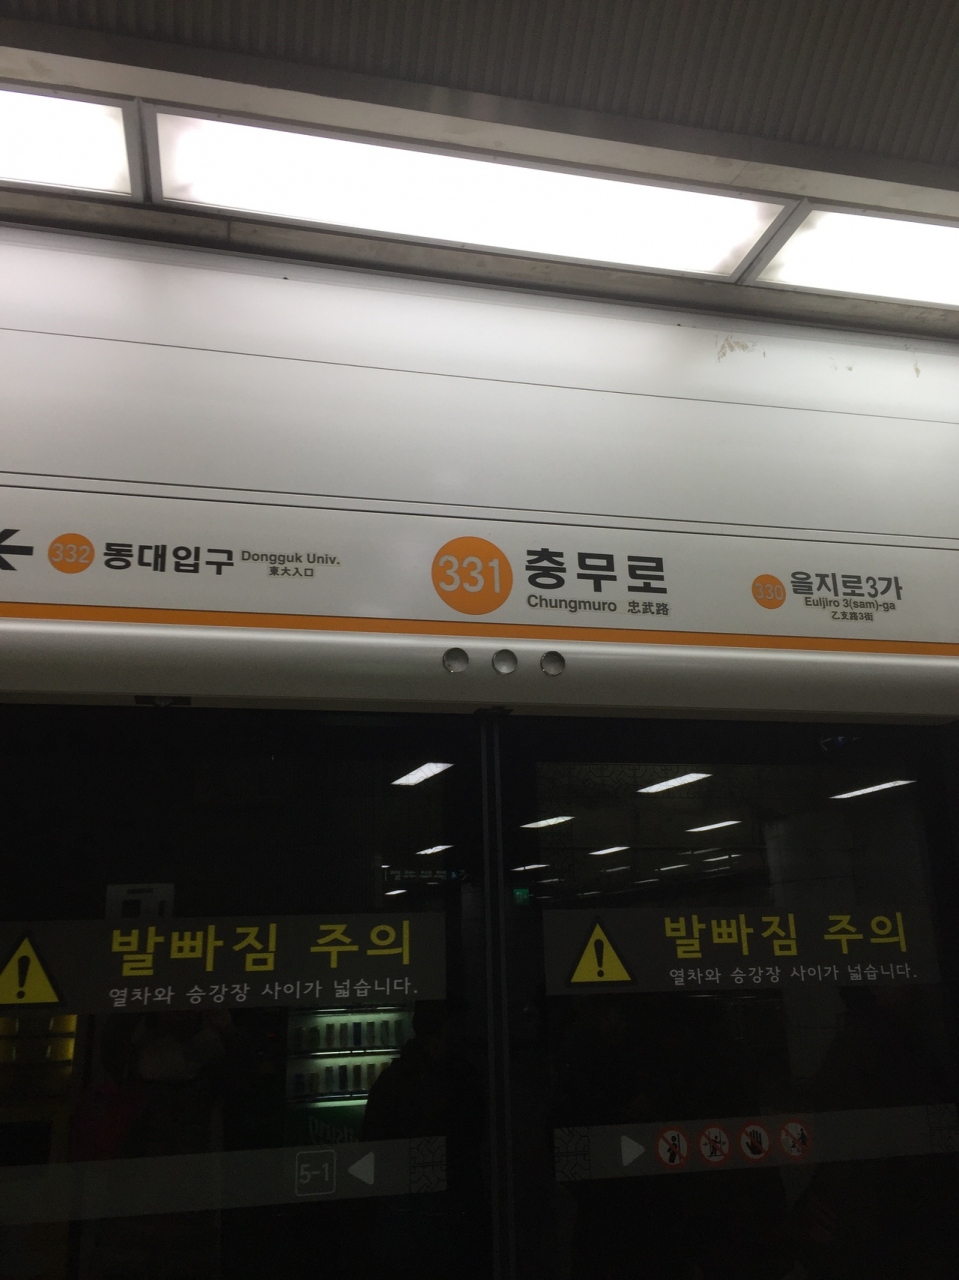 332 동대입구 Dongguk Univ.
東大入口
331 충무로
Chungmuro 忠武路
330 을지로3가
Euljiro 3(sam)-ga
乙支路3街
발빠짐 주의
열차와 승강장 사이가 넓습니다.
발빠짐 주의
열차와 승강장 사이가 넓습니다.
5-1